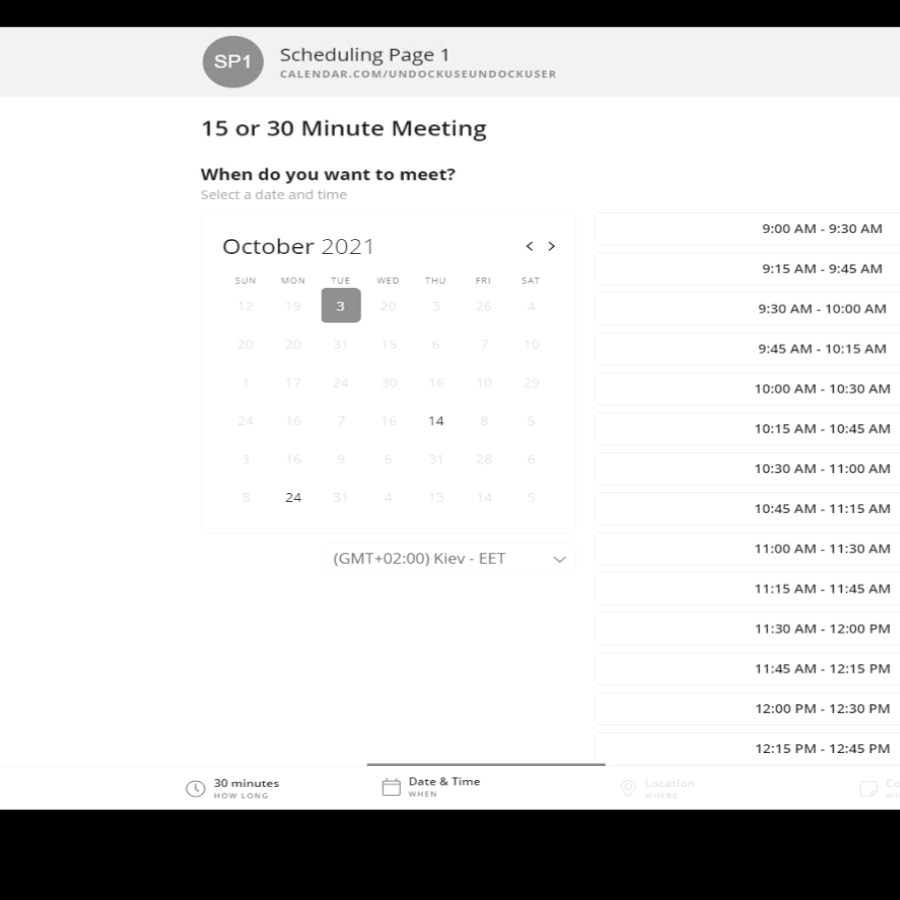 SP1
Scheduling Page 1
CALENDAR.COM/UNDOCKUSEUNDOCKUSER
15 or 30 Minute Meeting
When do you want to meet?
Select a date and time
October 2021
< >
SUN MON TUE WED THU FRI SAT
12 19 3 20 3 26 4
20 20 31 15 6 7 10
1 17 24 30 16 10 29
24 16 7 16 14 8 5
3 16 9 6 31 28 6
8 24 31 4 13 14 5
(GMT+02:00) Kiev - EET
9:00 AM - 9:30 AM
9:15 AM - 9:45 AM
9:30 AM - 10:00 AM
9:45 AM - 10:15 AM
10:00 AM - 10:30 AM
10:15 AM - 10:45 AM
10:30 AM - 11:00 AM
10:45 AM - 11:15 AM
11:00 AM - 11:30 AM
11:15 AM - 11:45 AM
11:30 AM - 12:00 PM
11:45 AM - 12:15 PM
12:00 PM - 12:30 PM
12:15 PM - 12:45 PM
30 minutes
HOW LONG
Date & Time
WHEN
Location
WHERE